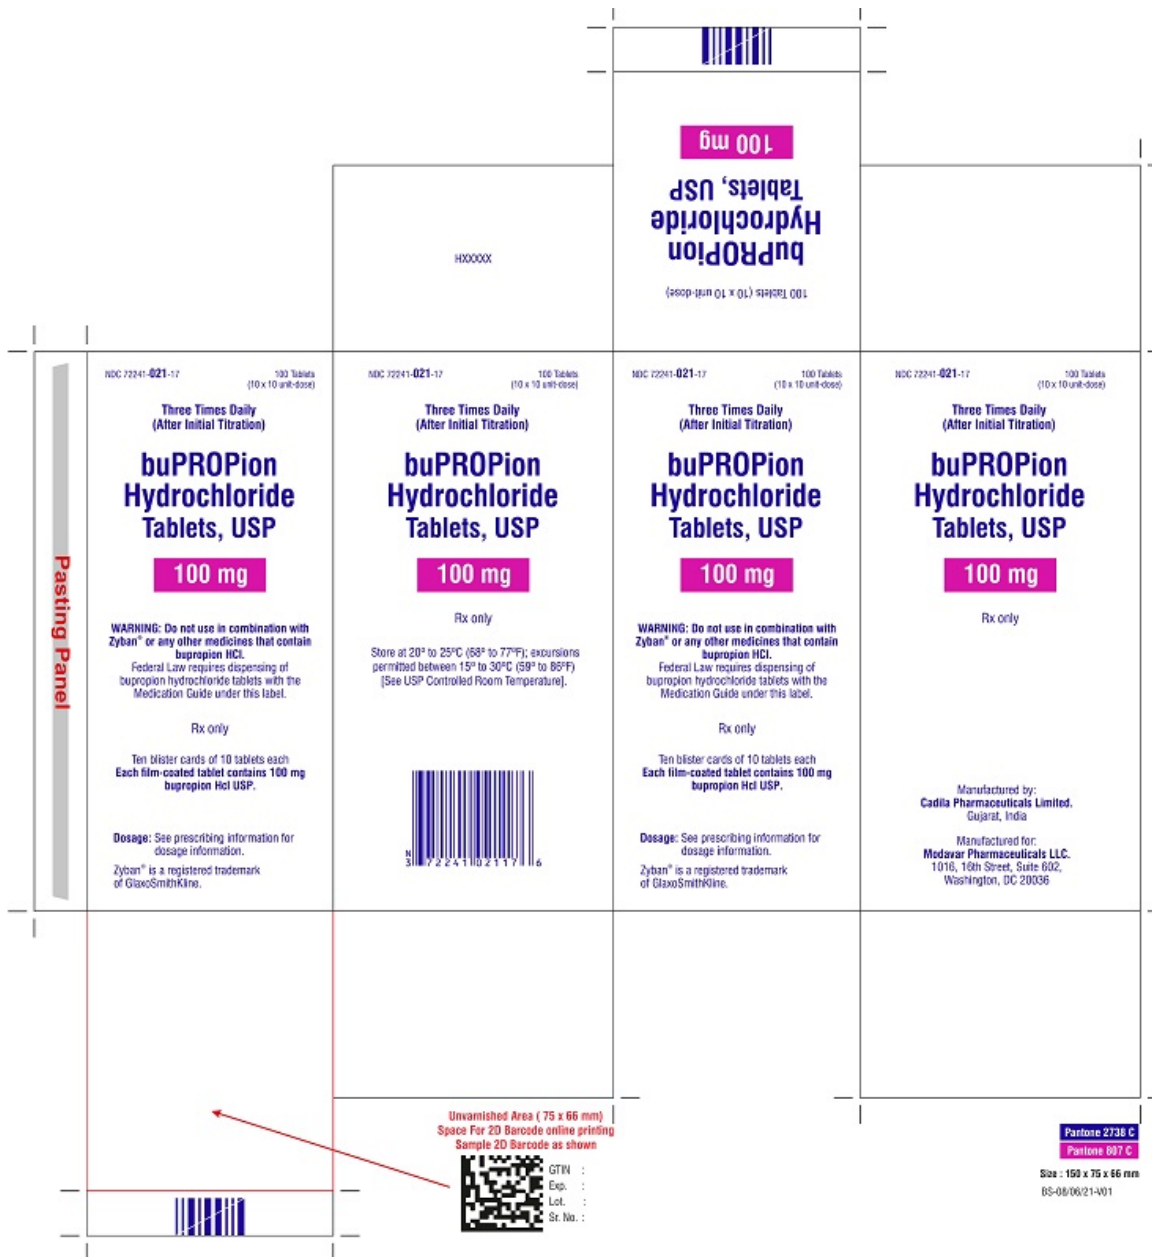 100 mg
buPROPion
Hydrochloride
Tablets, USP
100 Tablets (10 x 10 unit-dose)
HXXXXX
Pasting Panel
NDC 72241-021-17
100 Tablets
(10 x 10 unit-dose)
Three Times Daily
(After Initial Titration)
buPROPion
Hydrochloride
Tablets, USP
100 mg
WARNING: Do not use in combination with
Zyban® or any other medicines that contain
bupropion HCl.
Federal Law requires dispensing of
bupropion hydrochloride tablets with the
Medication Guide under this label.
Rx only
Ten blister cards of 10 tablets each
Each film-coated tablet contains 100 mg
bupropion Hcl USP.
Dosage: See prescribing information for
dosage information.
Zyban® is a registered trademark
of GlaxoSmithKline.
NDC 72241-021-17
100 Tablets
(10 x 10 unit-dose)
Three Times Daily
(After Initial Titration)
buPROPion
Hydrochloride
Tablets, USP
100 mg
Rx only
Store at 20º to 25ºC (68º to 77ºF); excursions
permitted between 15º to 30ºC (59º to 86ºF)
[See USP Controlled Room Temperature].
N
3 72241 02117 6
NDC 72241-021-17
100 Tablets
(10 x 10 unit-dose)
Three Times Daily
(After Initial Titration)
buPROPion
Hydrochloride
Tablets, USP
100 mg
WARNING: Do not use in combination with
Zyban® or any other medicines that contain
bupropion HCl.
Federal Law requires dispensing of
bupropion hydrochloride tablets with the
Medication Guide under this label.
Rx only
Ten blister cards of 10 tablets each
Each film-coated tablet contains 100 mg
bupropion Hcl USP.
Dosage: See prescribing information for
dosage information.
Zyban® is a registered trademark
of GlaxoSmithKline.
NDC 72241-021-17
100 Tablets
(10 x 10 unit-dose)
Three Times Daily
(After Initial Titration)
buPROPion
Hydrochloride
Tablets, USP
100 mg
Rx only
Manufactured by:
Cadila Pharmaceuticals Limited.
Gujarat, India
Manufactured for:
Modavar Pharmaceuticals LLC.
1016, 16th Street, Suite 602,
Washington, DC 20036
Unvarnished Area ( 75 x 66 mm)
Space For 2D Barcode online printing
Sample 2D Barcode as shown
GTIN :
Exp. :
Lot. :
Sr. No. :
Pantone 2738 C
Pantone 807 C
Size : 150 x 75 x 66 mm
BS-08/06/21-V01